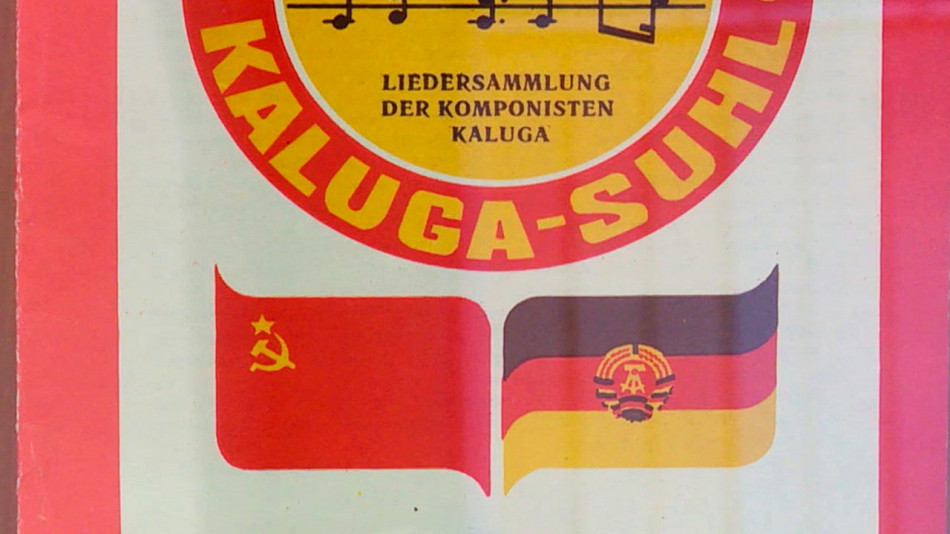 LIEDERSAMMLUNG
DER KOMPONISTEN
KALUGA
KALUGA-SUHL